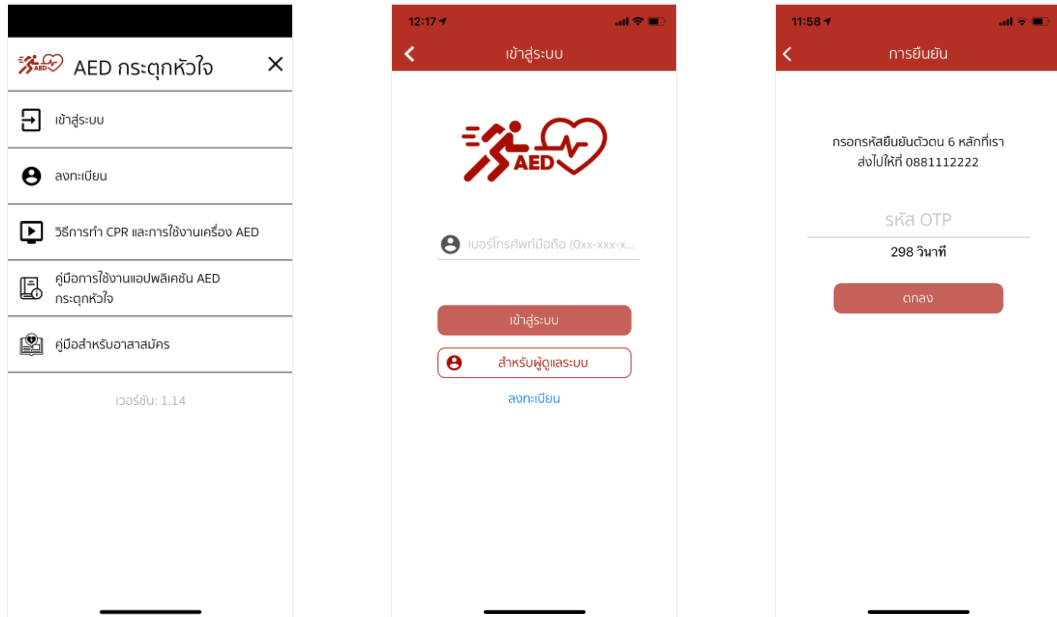 AED กระตุกหัวใจ
เข้าสู่ระบบ
ลงทะเบียน
วิธีการทำ CPR และการใช้งานเครื่อง AED
คู่มือการใช้งานแอปพลิเคชัน AED
กระตุกหัวใจ
คู่มือสำหรับอาสาสมัคร
เวอร์ชัน: 1.14
12:17
เข้าสู่ระบบ
AED
เบอร์โทรศัพท์มือถือ (0xx-xxx-x...
เข้าสู่ระบบ
สำหรับผู้ดูแลระบบ
ลงทะเบียน
11:58
การยืนยัน
กรอกรหัสยืนยันตัวตน 6 หลักที่เรา
ส่งไปให้ที่ 0881112222
รหัส OTP
298 วินาที
ตกลง